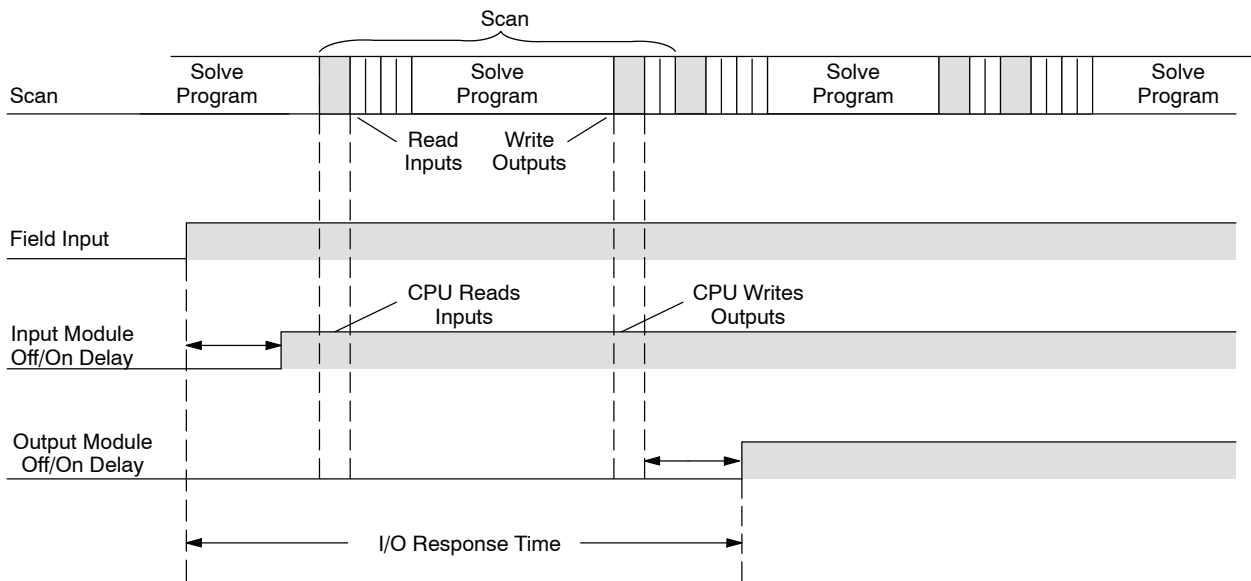 Scan
Scan
Solve
Program
Solve
Program
Solve
Program
Solve
Program
Read
Inputs
Write
Outputs
Field Input
CPU Reads
Inputs
CPU Writes
Outputs
Input Module
Off/On Delay
Output Module
Off/On Delay
I/O Response Time